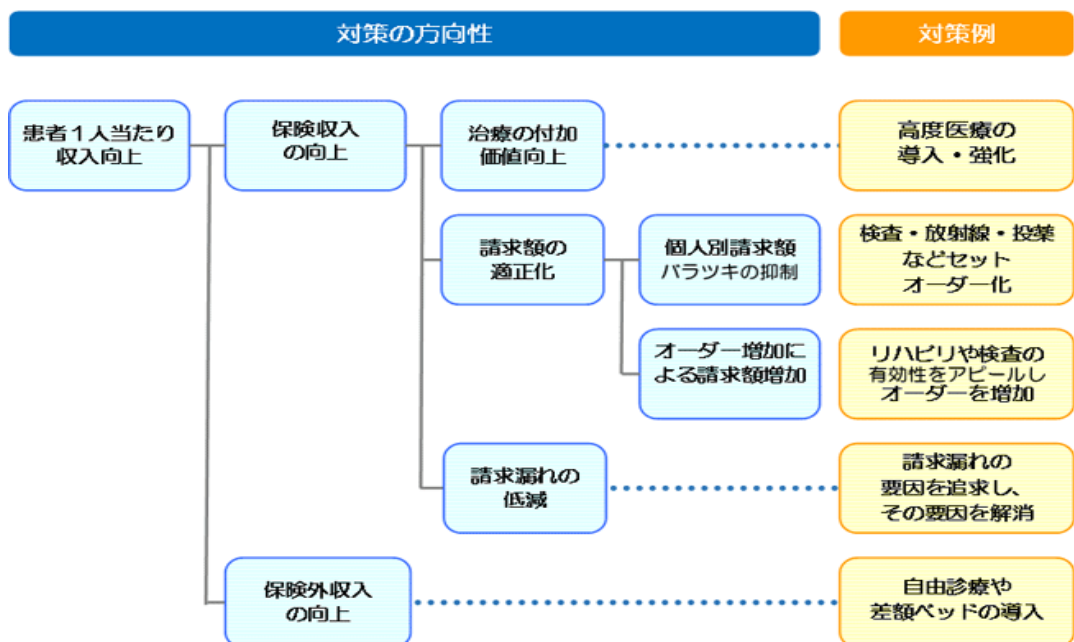 対策の方向性
対策例
患者１人当たり
収入向上
保険収入
の向上
治療の付加
価値向上
高度医療の
導入・強化
請求額の
適正化
個人別請求額
バラツキの抑制
検査・放射線・投薬
などセット
オーダー化
オーダー増加に
よる請求額増加
リハビリや検査の
有効性をアピールし
オーダーを増加
請求漏れの
低減
請求漏れの
要因を追求し、
その要因を解消
保険外収入
の向上
自由診療や
差額ベッドの導入